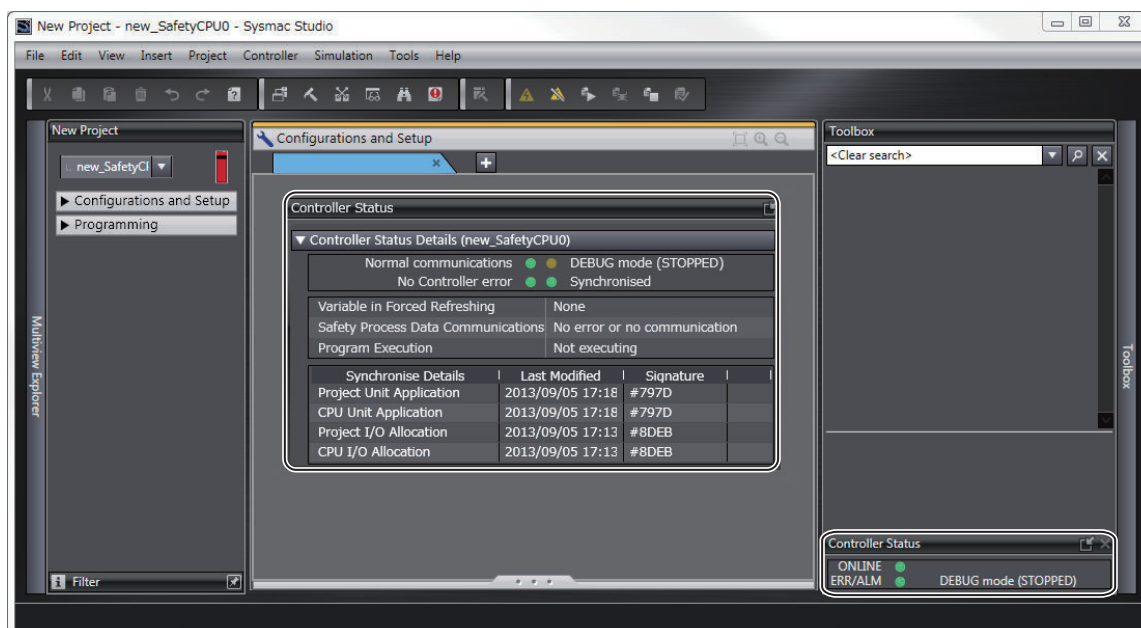 New Project - new_SafetyCPU0 - Sysmac Studio
File Edit View Insert Project Controller Simulation Tools Help
New Project
new_SafetyCl
Configurations and Setup
Programming
Multiview Explorer
Filter
Configurations and Setup
Controller Status
Controller Status Details (new_SafetyCPU0)
Normal communications DEBUG mode (STOPPED)
No Controller error Synchronised
Variable in Forced Refreshing None
Safety Process Data Communications No error or no communication
Program Execution Not executing
Synchronise Details Last Modified Signature
Project Unit Application 2013/09/05 17:18 #797D
CPU Unit Application 2013/09/05 17:18 #797D
Project I/O Allocation 2013/09/05 17:13 #8DEB
CPU I/O Allocation 2013/09/05 17:13 #8DEB
Toolbox
<Clear search>
Toolbox
Controller Status
ONLINE
ERR/ALM DEBUG mode (STOPPED)